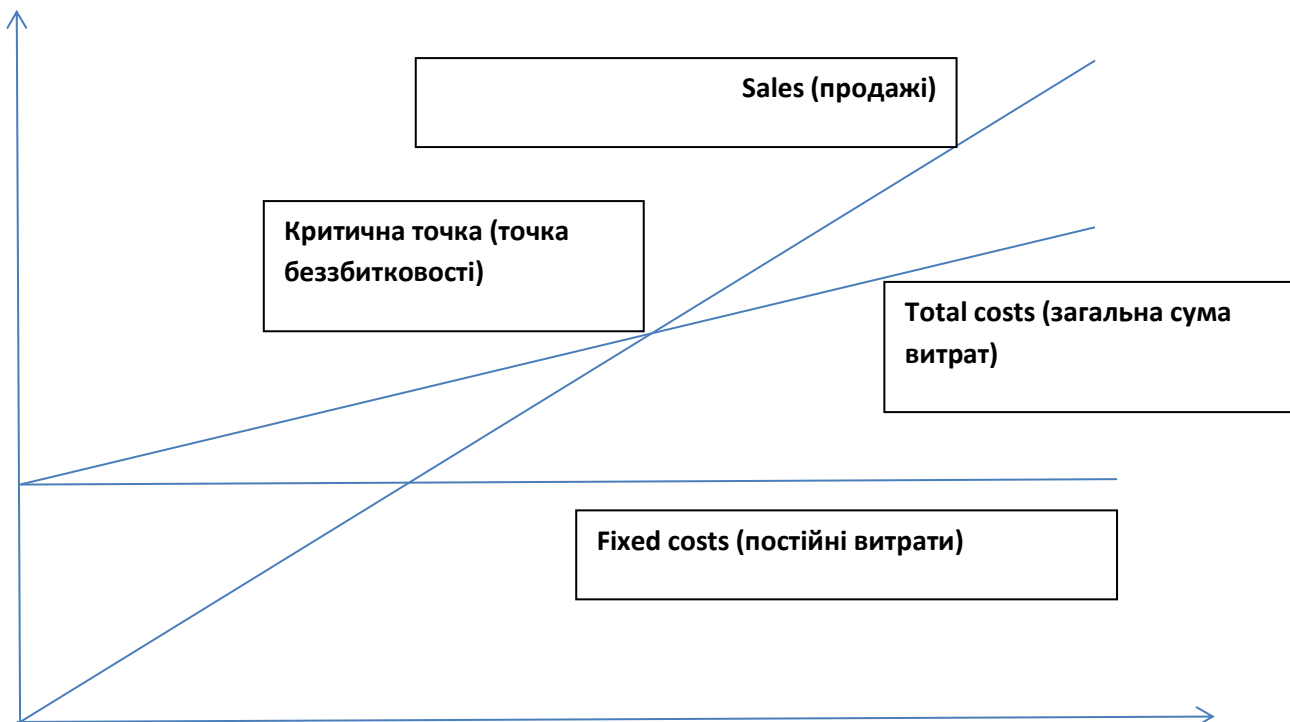 Sales (продажі)
Критична точка (точка
беззбитковості)
Total costs (загальна сума
витрат)
Fixed costs (постійні витрати)